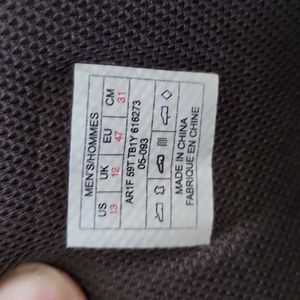 MEN'S/HOMMES
US UK EU CM
13 12 47 31
AR1F 59T TB1Y 616273
05-093
MADE IN CHINA
FABRIQUE EN CHINE